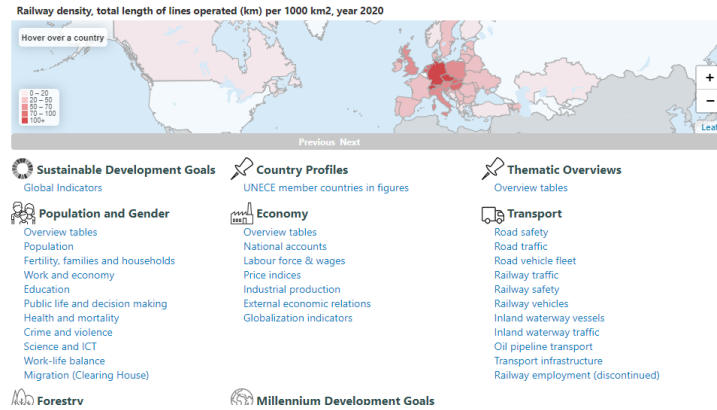 Railway density, total length of lines operated (km) per 1000 km2, year 2020
Hover over a country
+
−
0 – 20
20 – 50
50 – 70
70 – 100
100+
Leaf
Previous Next
Sustainable Development Goals
Global Indicators
Country Profiles
UNECE member countries in figures
Thematic Overviews
Overview tables
Population and Gender
Overview tables
Population
Fertility, families and households
Work and economy
Education
Public life and decision making
Health and mortality
Crime and violence
Science and ICT
Work-life balance
Migration (Clearing House)
Economy
Overview tables
National accounts
Labour force & wages
Price indices
Industrial production
External economic relations
Globalization indicators
Transport
Road safety
Road traffic
Road vehicle fleet
Railway traffic
Railway safety
Railway vehicles
Inland waterway vessels
Inland waterway traffic
Oil pipeline transport
Transport infrastructure
Railway employment (discontinued)
Forestry
Millennium Development Goals